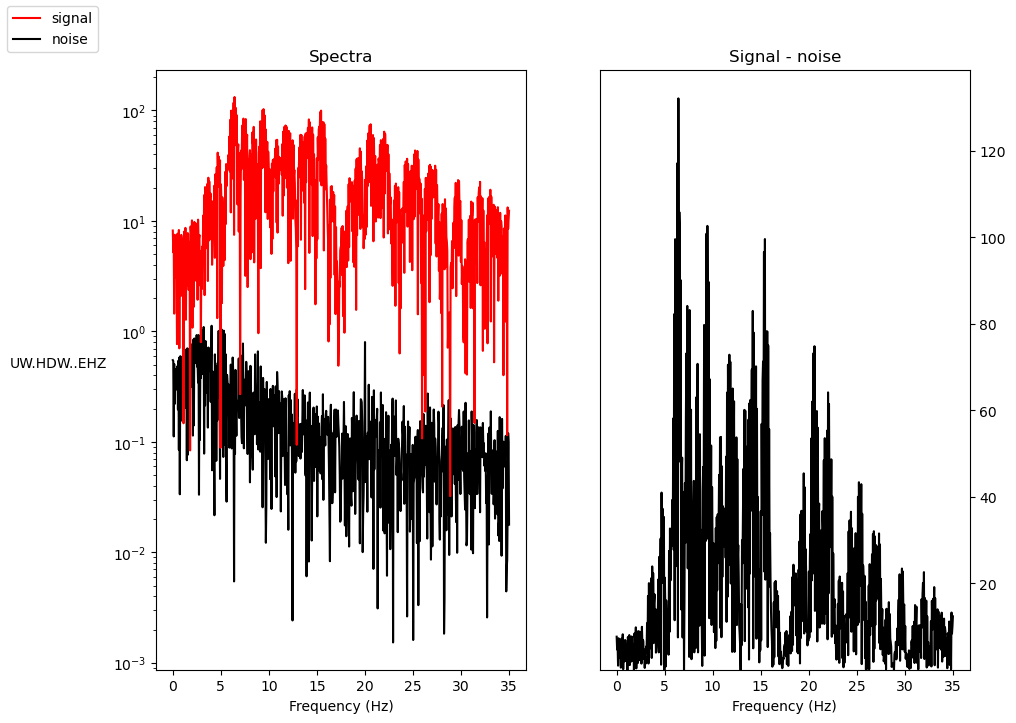 signal
noise
Spectra
Signal - noise
10²
10¹
10⁰
10⁻¹
10⁻²
10⁻³
UW.HDW..EHZ
0 5 10 15 20 25 30 35
Frequency (Hz)
120
100
80
60
40
20
0 5 10 15 20 25 30 35
Frequency (Hz)